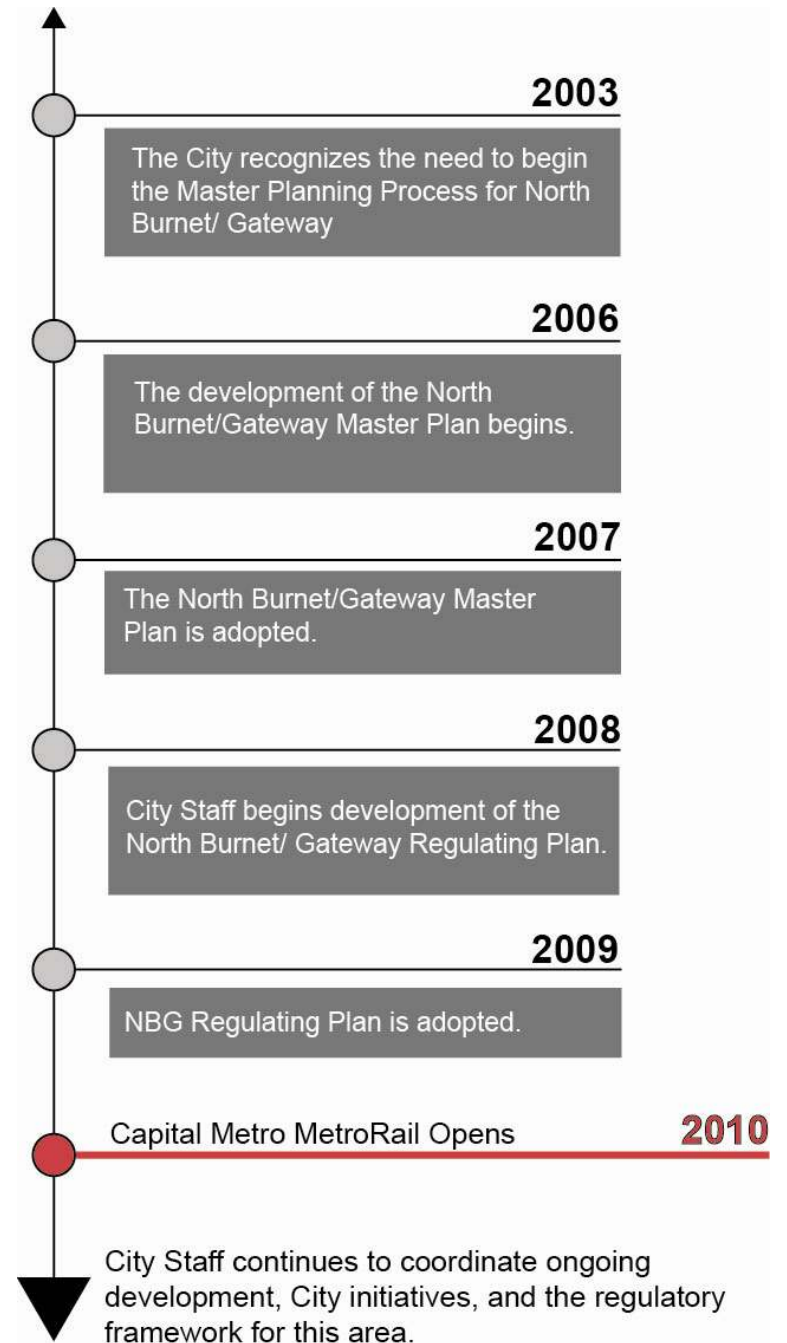 2003
The City recognizes the need to begin
the Master Planning Process for North
Burnet/ Gateway
2006
The development of the North
Burnet/Gateway Master Plan begins.
2007
The North Burnet/Gateway Master
Plan is adopted.
2008
City Staff begins development of the
North Burnet/ Gateway Regulating Plan.
2009
NBG Regulating Plan is adopted.
Capital Metro MetroRail Opens 2010
City Staff continues to coordinate ongoing
development, City initiatives, and the regulatory
framework for this area.